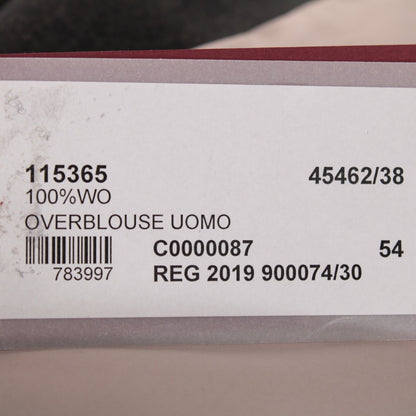 115365 45462/38
100%WO
OVERBLOUSE UOMO
C0000087 54
783997 REG 2019 900074/30